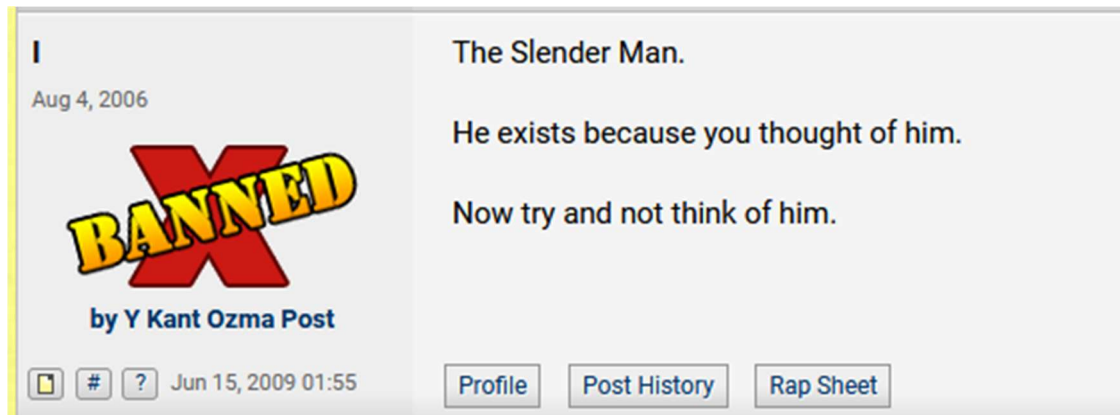 I
Aug 4, 2006
BANNED
X
by Y Kant Ozma Post
# ? Jun 15, 2009 01:55
The Slender Man.
He exists because you thought of him.
Now try and not think of him.
Profile Post History Rap Sheet